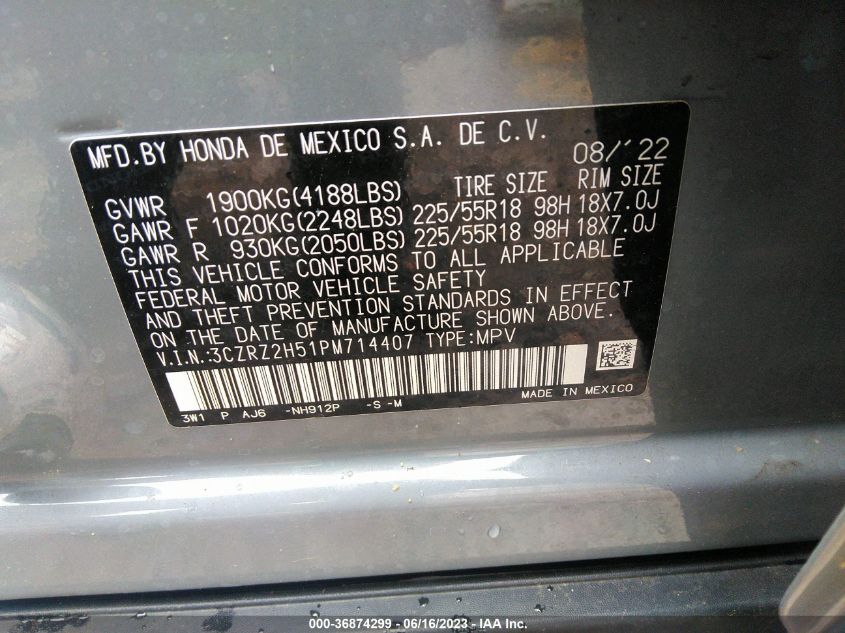 MFD.BY HONDA DE MEXICO S.A. DE C.V. 08/'22
TIRE SIZE RIM SIZE
GVWR 1900KG(4188LBS)
GAWR F 1020KG(2248LBS) 225/55R18 98H 18X7.0J
GAWR R 930KG(2050LBS) 225/55R18 98H 18X7.0J
THIS VEHICLE CONFORMS TO ALL APPLICABLE
FEDERAL MOTOR VEHICLE SAFETY
AND THEFT PREVENTION STANDARDS IN EFFECT
ON THE DATE OF MANUFACTURE SHOWN ABOVE.
V.I.N.:3CZRZ2H51PM714407 TYPE:MPV
3W1 P AJ6 -NH912P -S -M MADE IN MEXICO
000-36874299 - 06/16/2023 - IAA Inc.